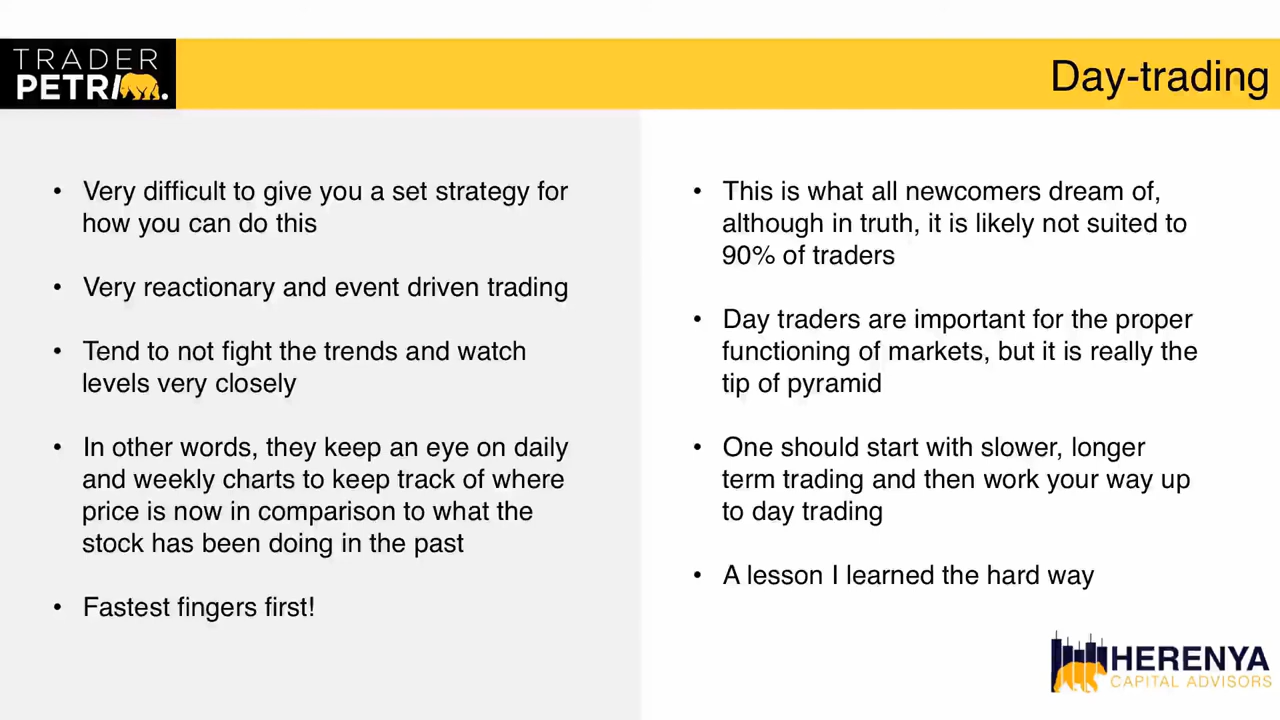 TRADER
PETRI.
Day-trading
• Very difficult to give you a set strategy for
how you can do this
• Very reactionary and event driven trading
• Tend to not fight the trends and watch
levels very closely
• In other words, they keep an eye on daily
and weekly charts to keep track of where
price is now in comparison to what the
stock has been doing in the past
• Fastest fingers first!
• This is what all newcomers dream of,
although in truth, it is likely not suited to
90% of traders
• Day traders are important for the proper
functioning of markets, but it is really the
tip of pyramid
• One should start with slower, longer
term trading and then work your way up
to day trading
• A lesson I learned the hard way
HERENYA
CAPITAL ADVISORS